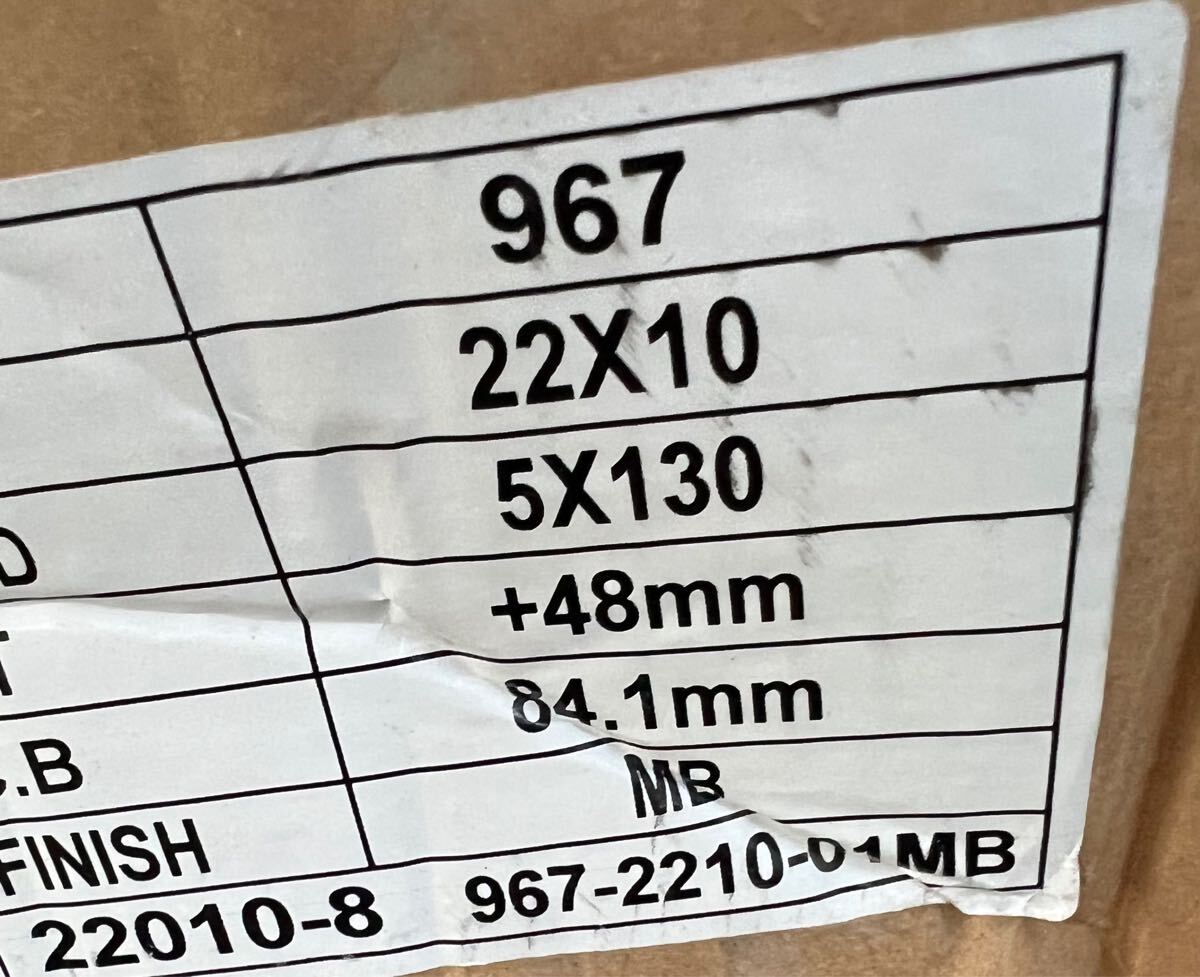 967
22X10
D 5X130
T +48mm
C.B 84.1mm
FINISH MB
22010-8 967-2210-01MB